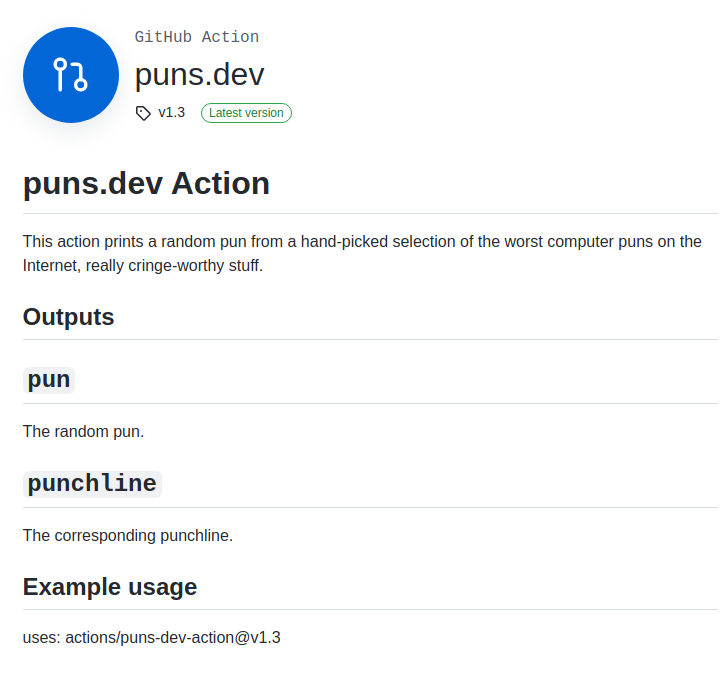 GitHub Action
puns.dev
v1.3 Latest version
puns.dev Action
This action prints a random pun from a hand-picked selection of the worst computer puns on the
Internet, really cringe-worthy stuff.
Outputs
pun
The random pun.
punchline
The corresponding punchline.
Example usage
uses: actions/puns-dev-action@v1.3